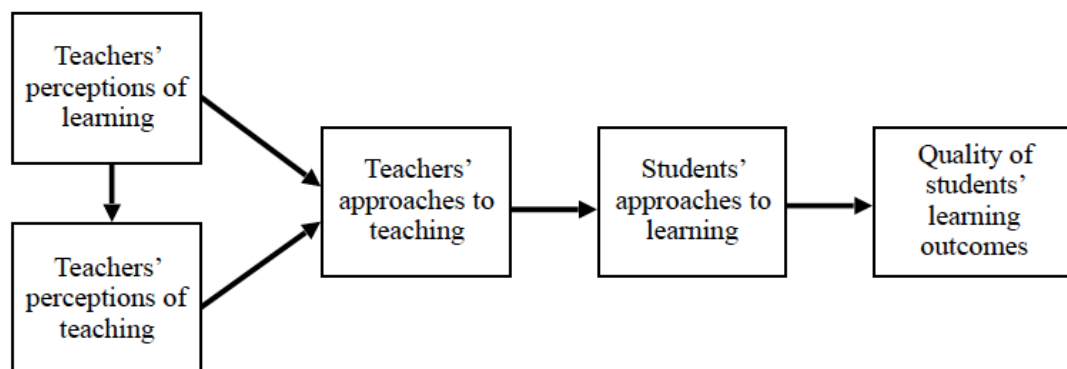 Teachers’
perceptions of
learning
Teachers’
perceptions of
teaching
Teachers’
approaches to
teaching
Students’
approaches to
learning
Quality of
students’
learning
outcomes